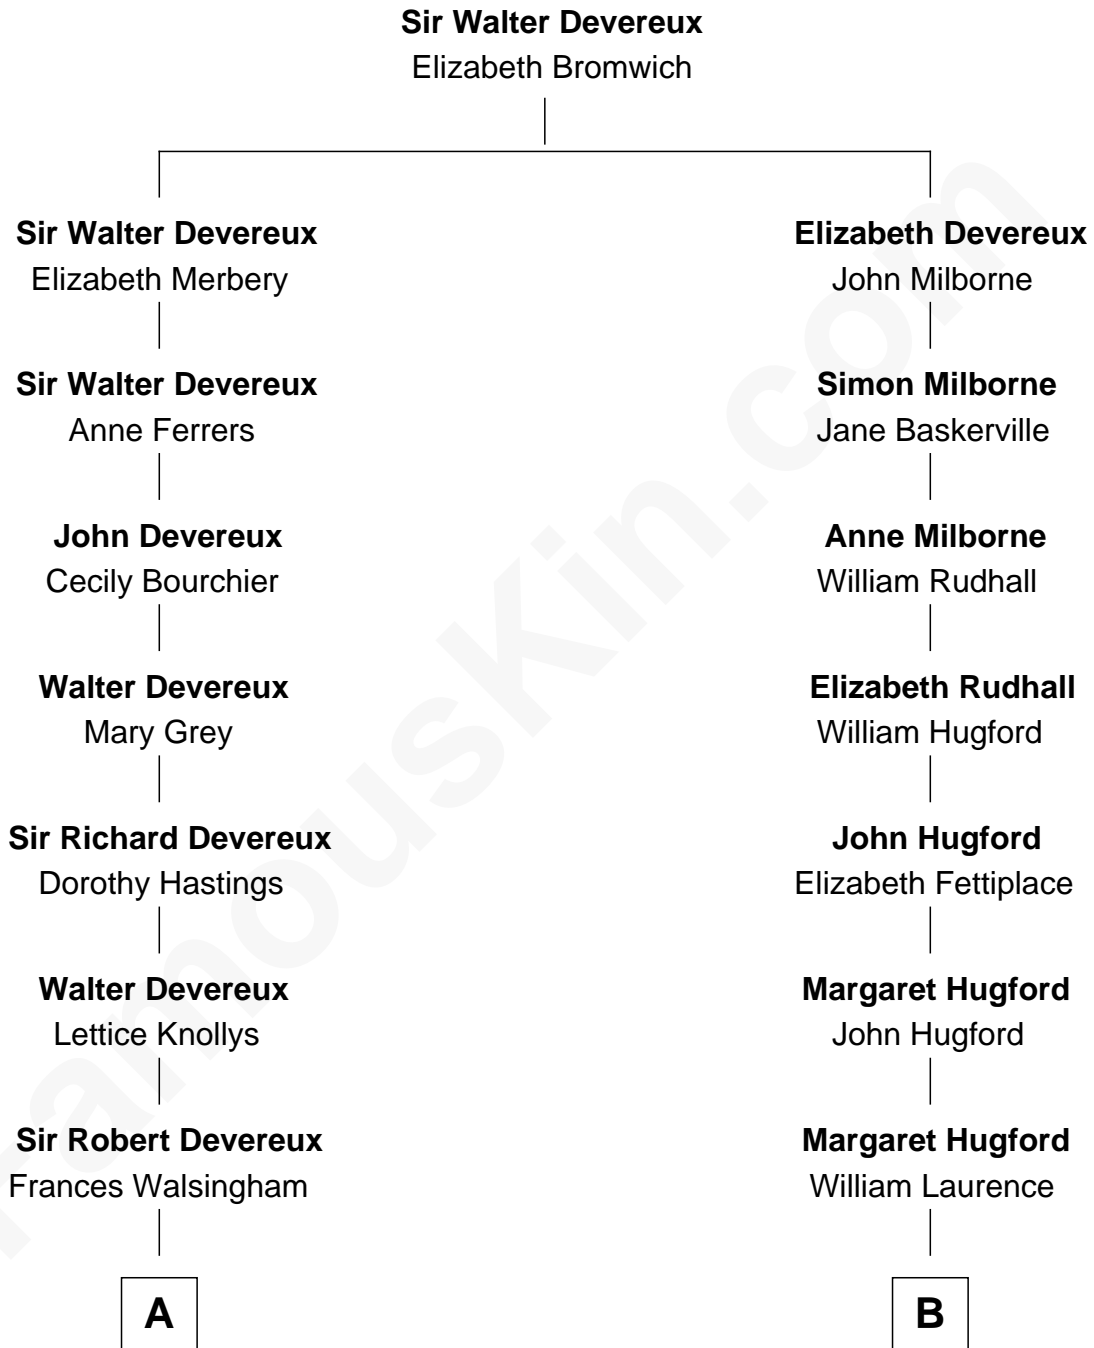 Sir Walter Devereux
Elizabeth Bromwich
Sir Walter Devereux
Elizabeth Merbery
Elizabeth Devereux
John Milborne
Sir Walter Devereux
Anne Ferrers
Simon Milborne
Jane Baskerville
John Devereux
Cecily Bourchier
Anne Milborne
William Rudhall
Walter Devereux
Mary Grey
Elizabeth Rudhall
William Hugford
Sir Richard Devereux
Dorothy Hastings
John Hugford
Elizabeth Fettiplace
Walter Devereux
Lettice Knollys
Margaret Hugford
John Hugford
Sir Robert Devereux
Frances Walsingham
Margaret Hugford
William Laurence
A
B
FamousKin.com